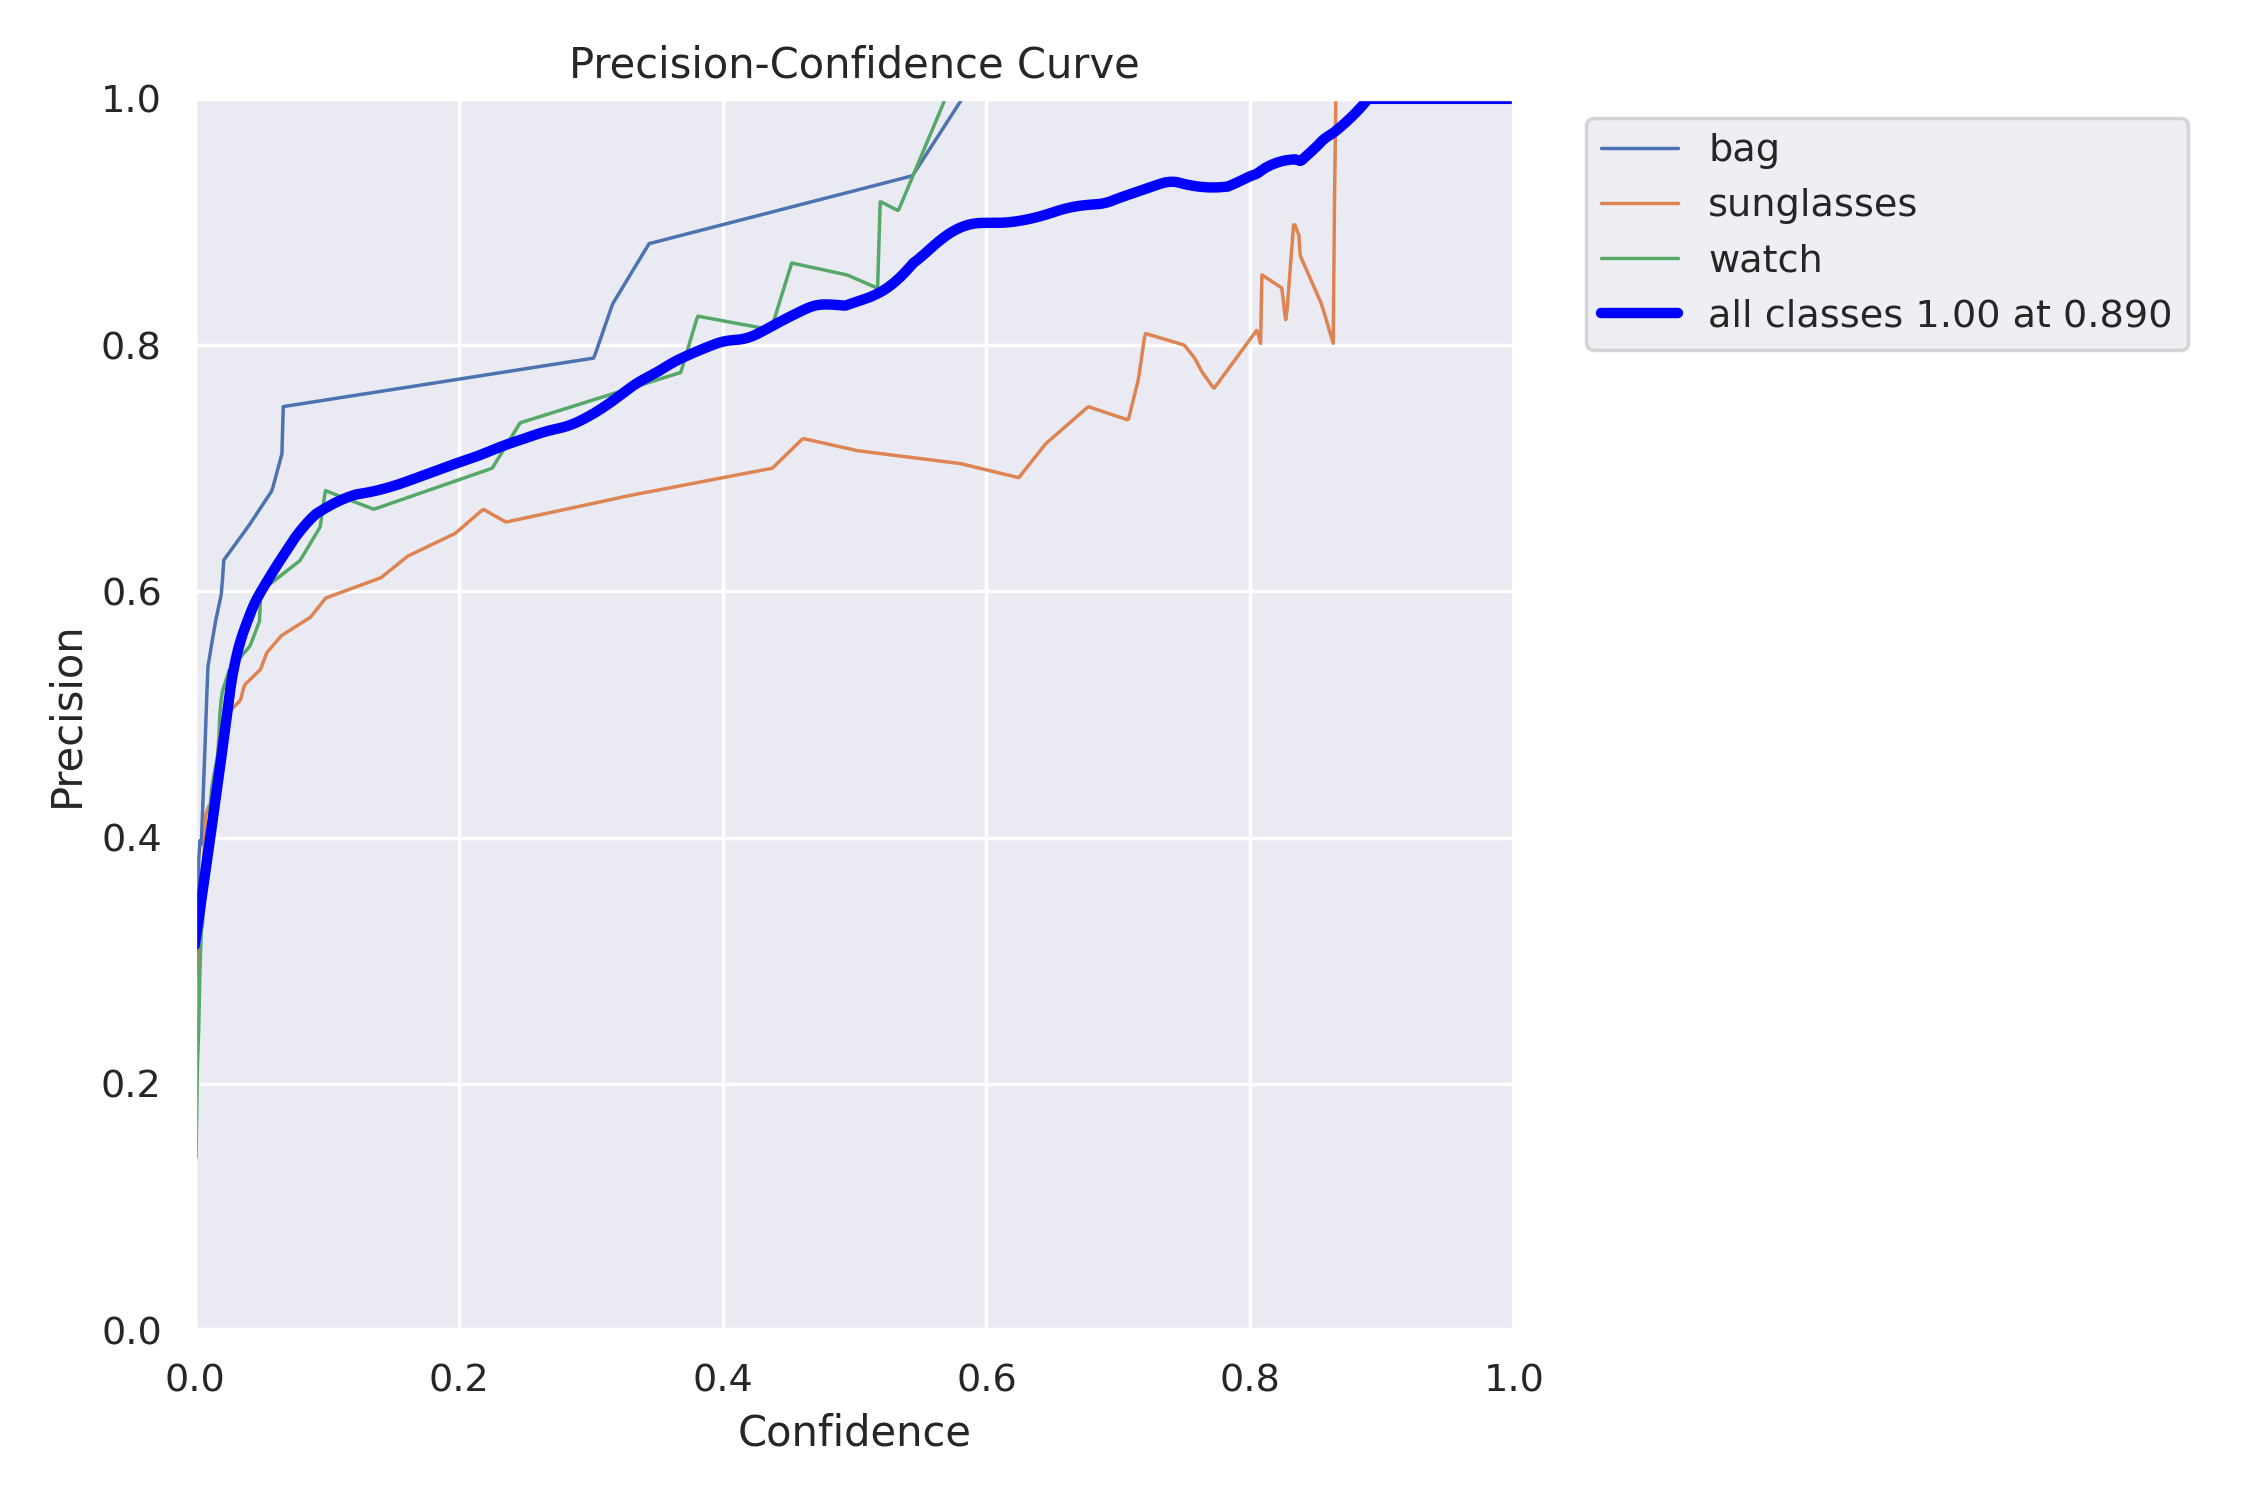 Precision-Confidence Curve
1.0
0.8
0.6
0.4
0.2
0.0
Precision
0.0 0.2 0.4 0.6 0.8 1.0
Confidence
bag
sunglasses
watch
all classes 1.00 at 0.890